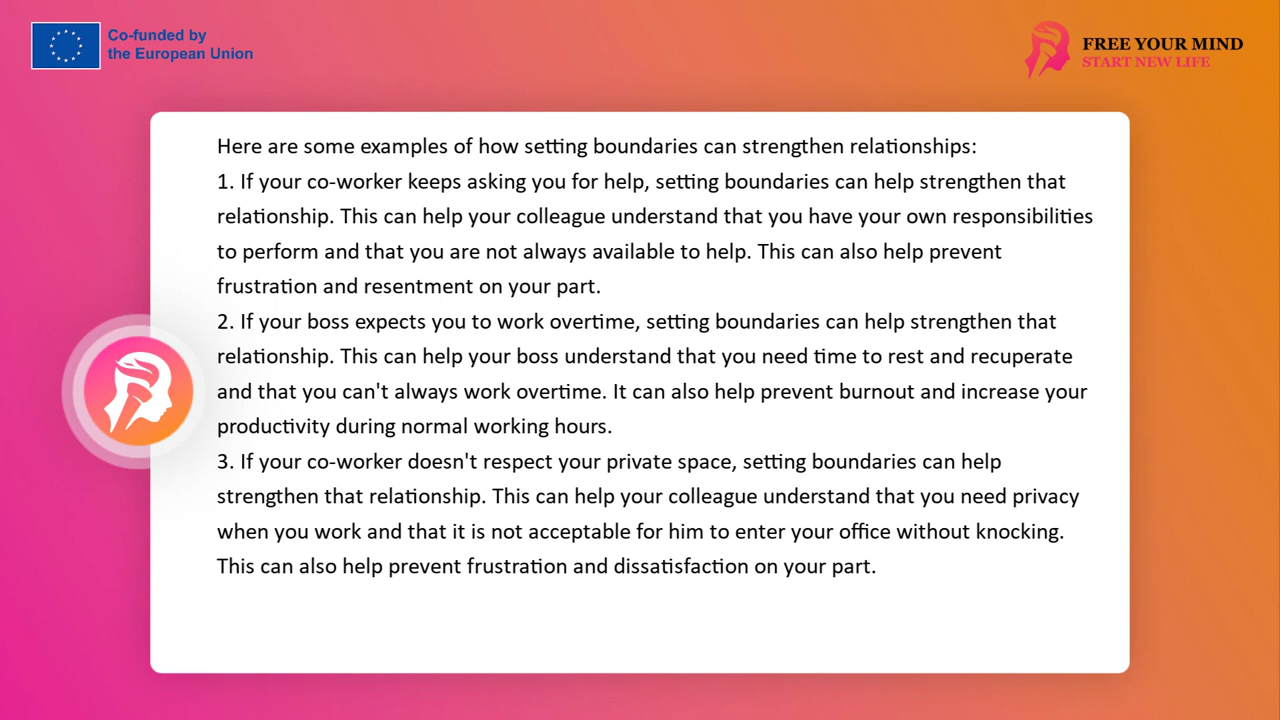 Co-funded by
the European Union
FREE YOUR MIND
START NEW LIFE
Here are some examples of how setting boundaries can strengthen relationships:
1. If your co-worker keeps asking you for help, setting boundaries can help strengthen that
relationship. This can help your colleague understand that you have your own responsibilities
to perform and that you are not always available to help. This can also help prevent
frustration and resentment on your part.
2. If your boss expects you to work overtime, setting boundaries can help strengthen that
relationship. This can help your boss understand that you need time to rest and recuperate
and that you can't always work overtime. It can also help prevent burnout and increase your
productivity during normal working hours.
3. If your co-worker doesn't respect your private space, setting boundaries can help
strengthen that relationship. This can help your colleague understand that you need privacy
when you work and that it is not acceptable for him to enter your office without knocking.
This can also help prevent frustration and dissatisfaction on your part.